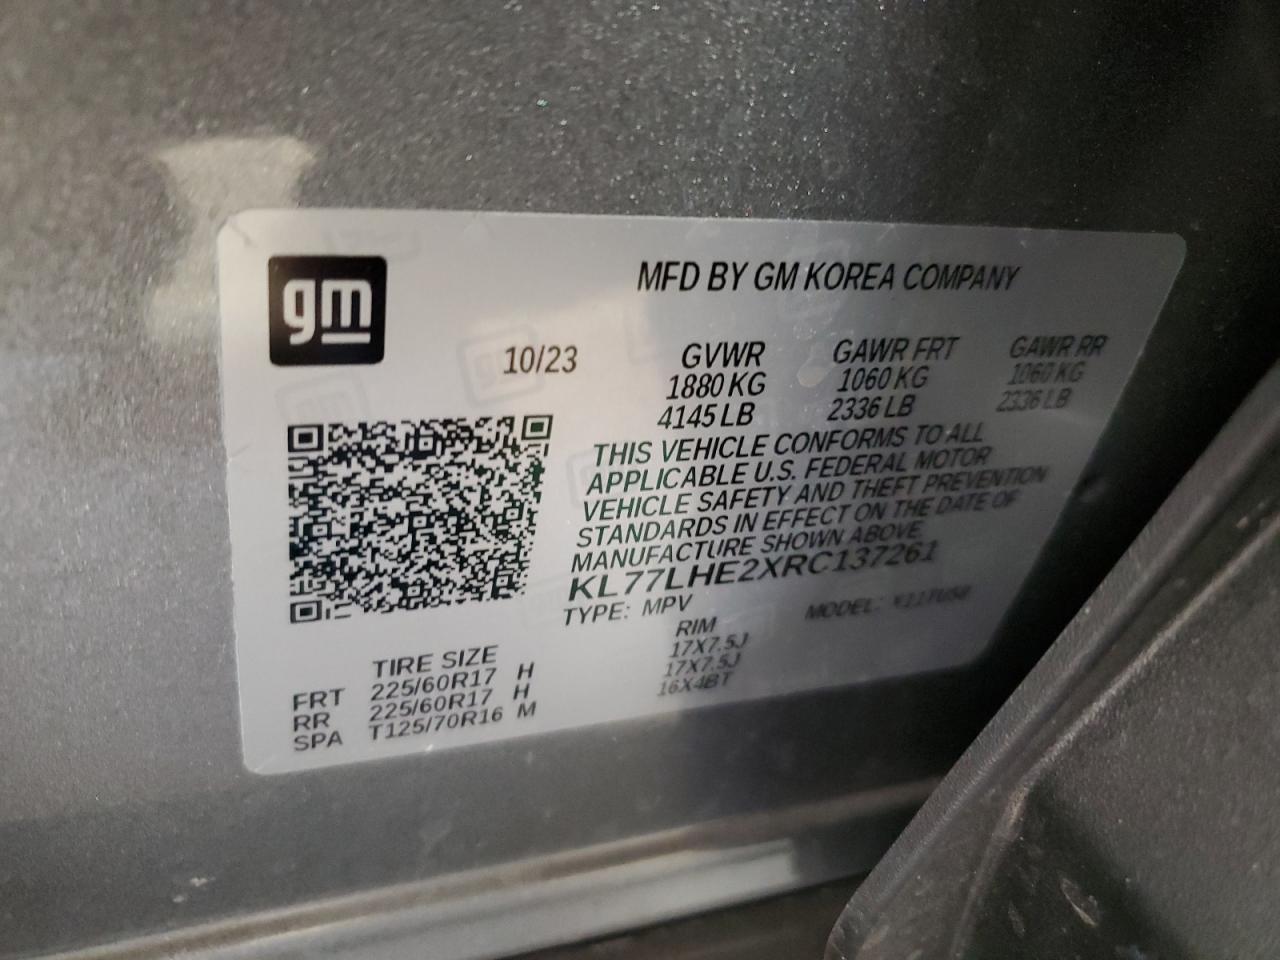 gm
MFD BY GM KOREA COMPANY
10/23 GVWR GAWR FRT GAWR RR
1880 KG 1060 KG 1060 KG
4145 LB 2336 LB 2336 LB
THIS VEHICLE CONFORMS TO ALL
APPLICABLE U.S. FEDERAL MOTOR
VEHICLE SAFETY AND THEFT PREVENTION
STANDARDS IN EFFECT ON THE DATE OF
MANUFACTURE SHOWN ABOVE
KL77LHE2XRC137261
TYPE: MPV MODEL:
TIRE SIZE RIM
FRT 225/60R17 H 17X7.5J
RR 225/60R17 H 17X7.5J
SPA T125/70R16 M 16X4BT